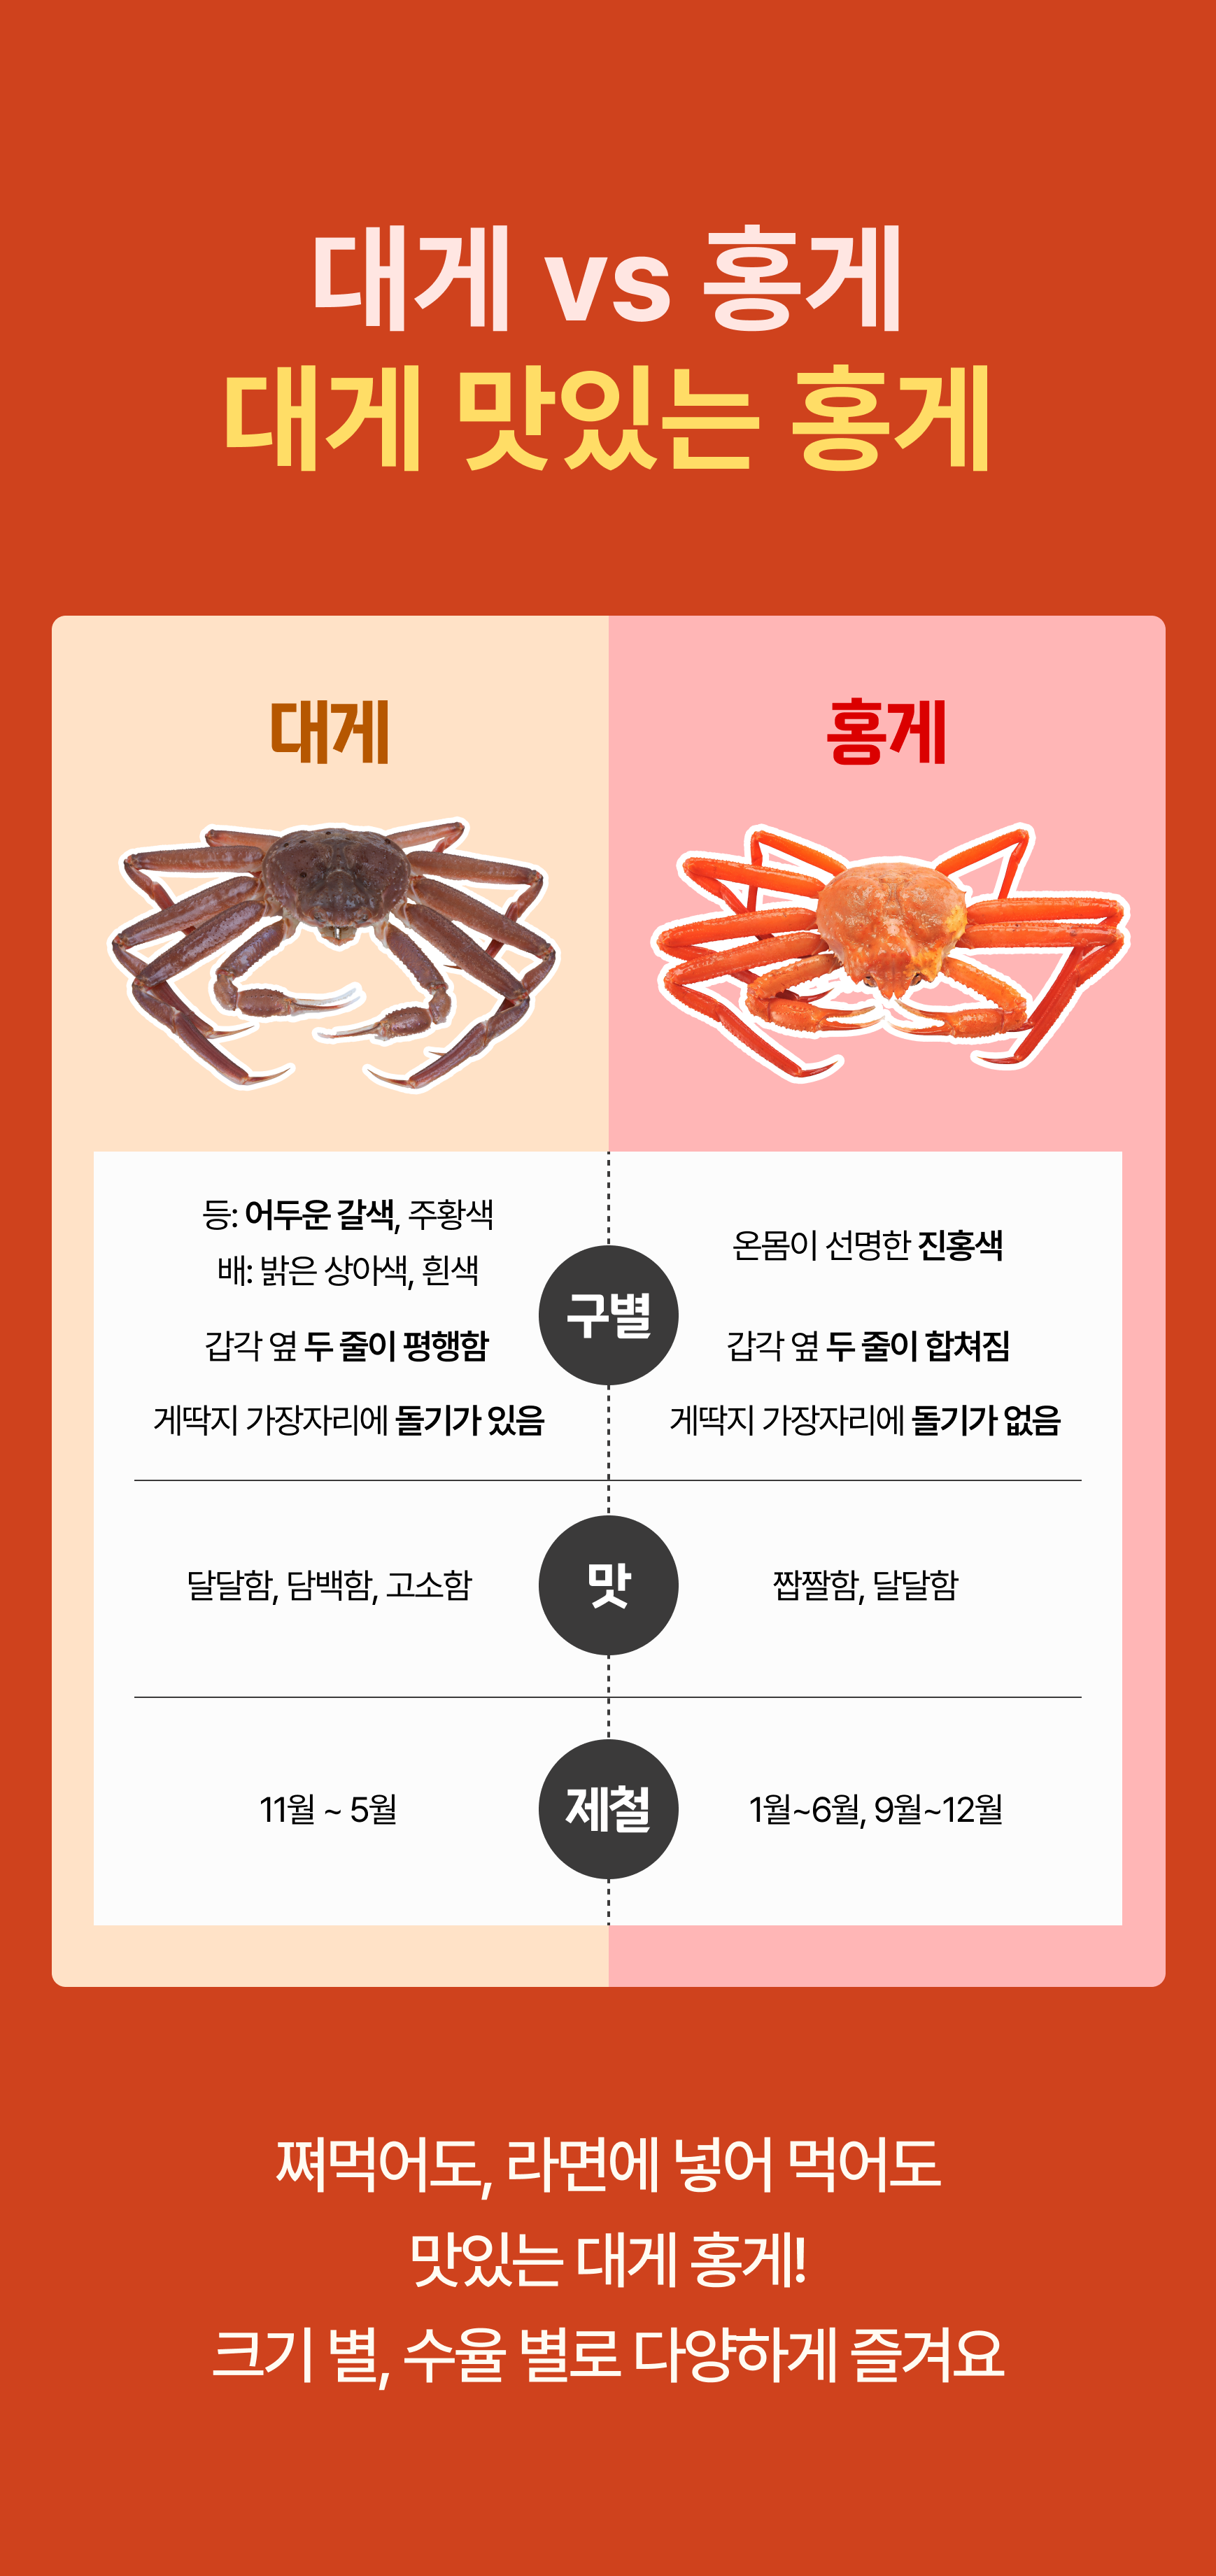 대게 vs 홍게
대게 맛있는 홍게
대게
홍게
등: 어두운 갈색, 주황색
배: 밝은 상아색, 흰색
갑각 옆 두 줄이 평행함
게딱지 가장자리에 돌기가 있음
구별
온몸이 선명한 진홍색
갑각 옆 두 줄이 합쳐짐
게딱지 가장자리에 돌기가 없음
달달함, 담백함, 고소함
맛
짭짤함, 달달함
11월 ~ 5월
제철
1월~6월, 9월~12월
쪄먹어도, 라면에 넣어 먹어도
맛있는 대게 홍게!
크기 별, 수율 별로 다양하게 즐겨요